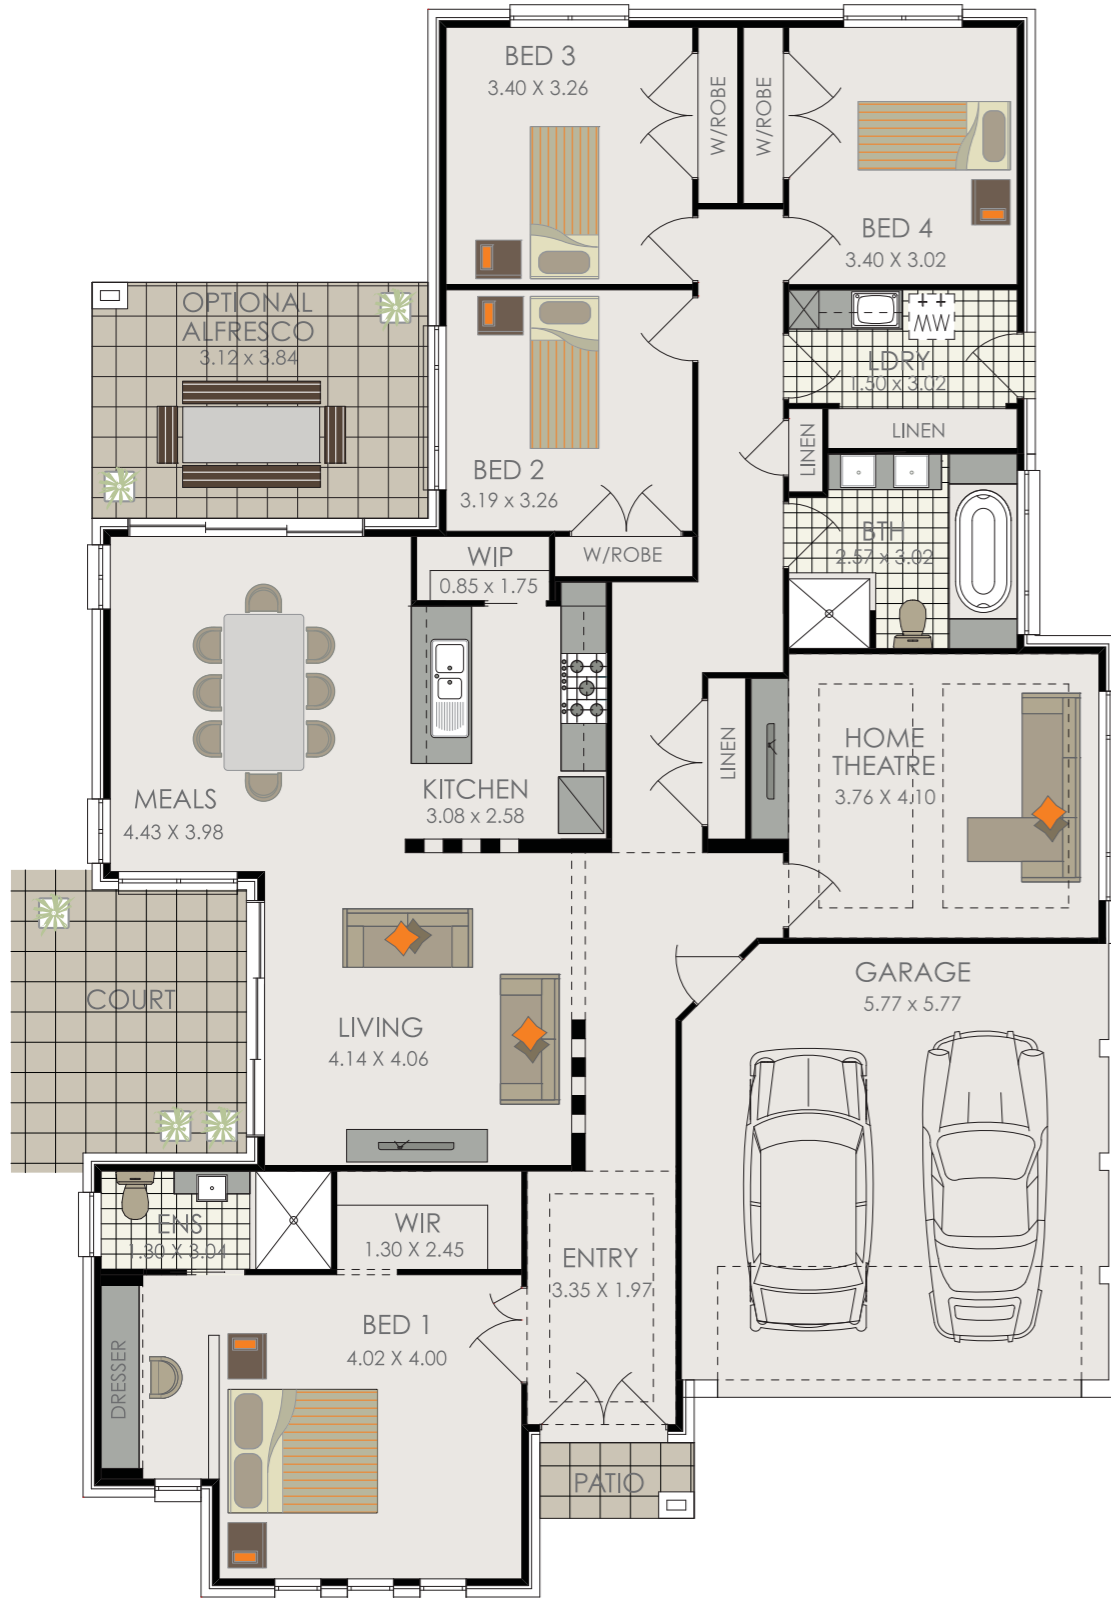 BED 3
3.40 X 3.26
W/ROBE
W/ROBE
BED 4
3.40 X 3.02
OPTIONAL
ALFRESCO
3.12 x 3.84
LDRY
1.50 X 3.02
LINEN
LINEN
BED 2
3.19 x 3.26
W/ROBE
WIP
0.85 x 1.75
BTH
2.57 x 3.02
HOME
THEATRE
3.76 X 4.10
LINEN
KITCHEN
3.08 x 2.58
MEALS
4.43 X 3.98
COURT
LIVING
4.14 X 4.06
GARAGE
5.77 x 5.77
ENS
1.30 X 3.04
WIR
1.30 X 2.45
ENTRY
3.35 X 1.97
BED 1
4.02 X 4.00
DRESSER
PATIO